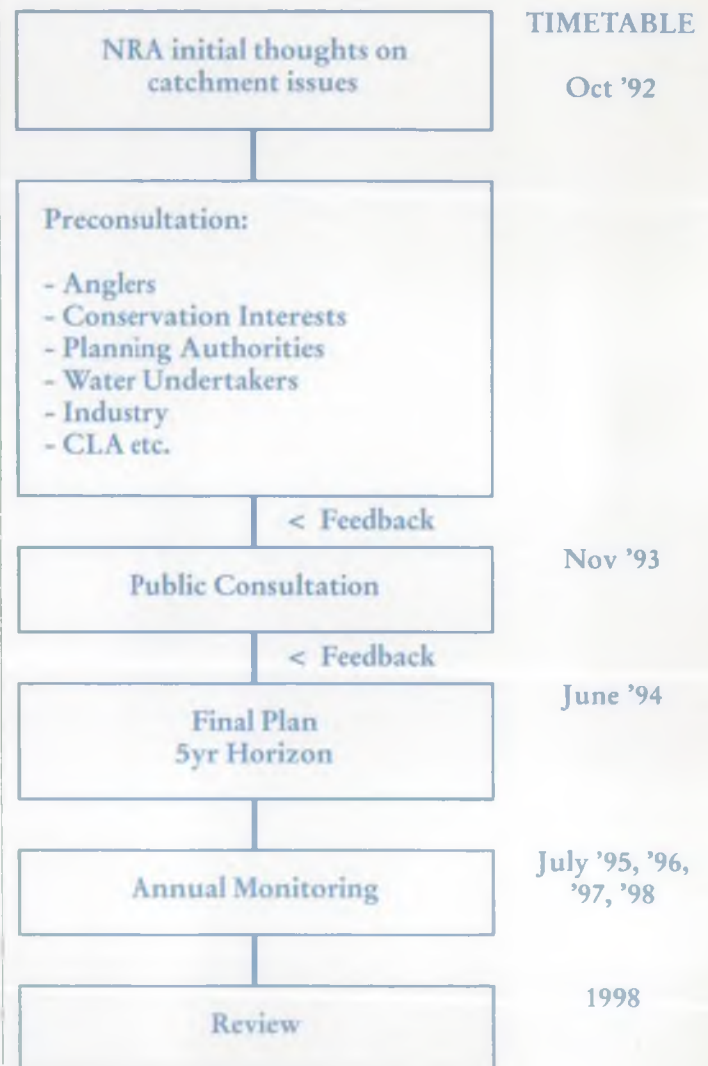 TIMETABLE
NRA initial thoughts on
catchment issues
Oct '92
Preconsultation:
- Anglers
- Conservation Interests
- Planning Authorities
- Water Undertakers
- Industry
- CLA etc.
< Feedback
Nov '93
Public Consultation
< Feedback
June '94
Final Plan
5yr Horizon
July '95, '96,
'97, '98
Annual Monitoring
1998
Review